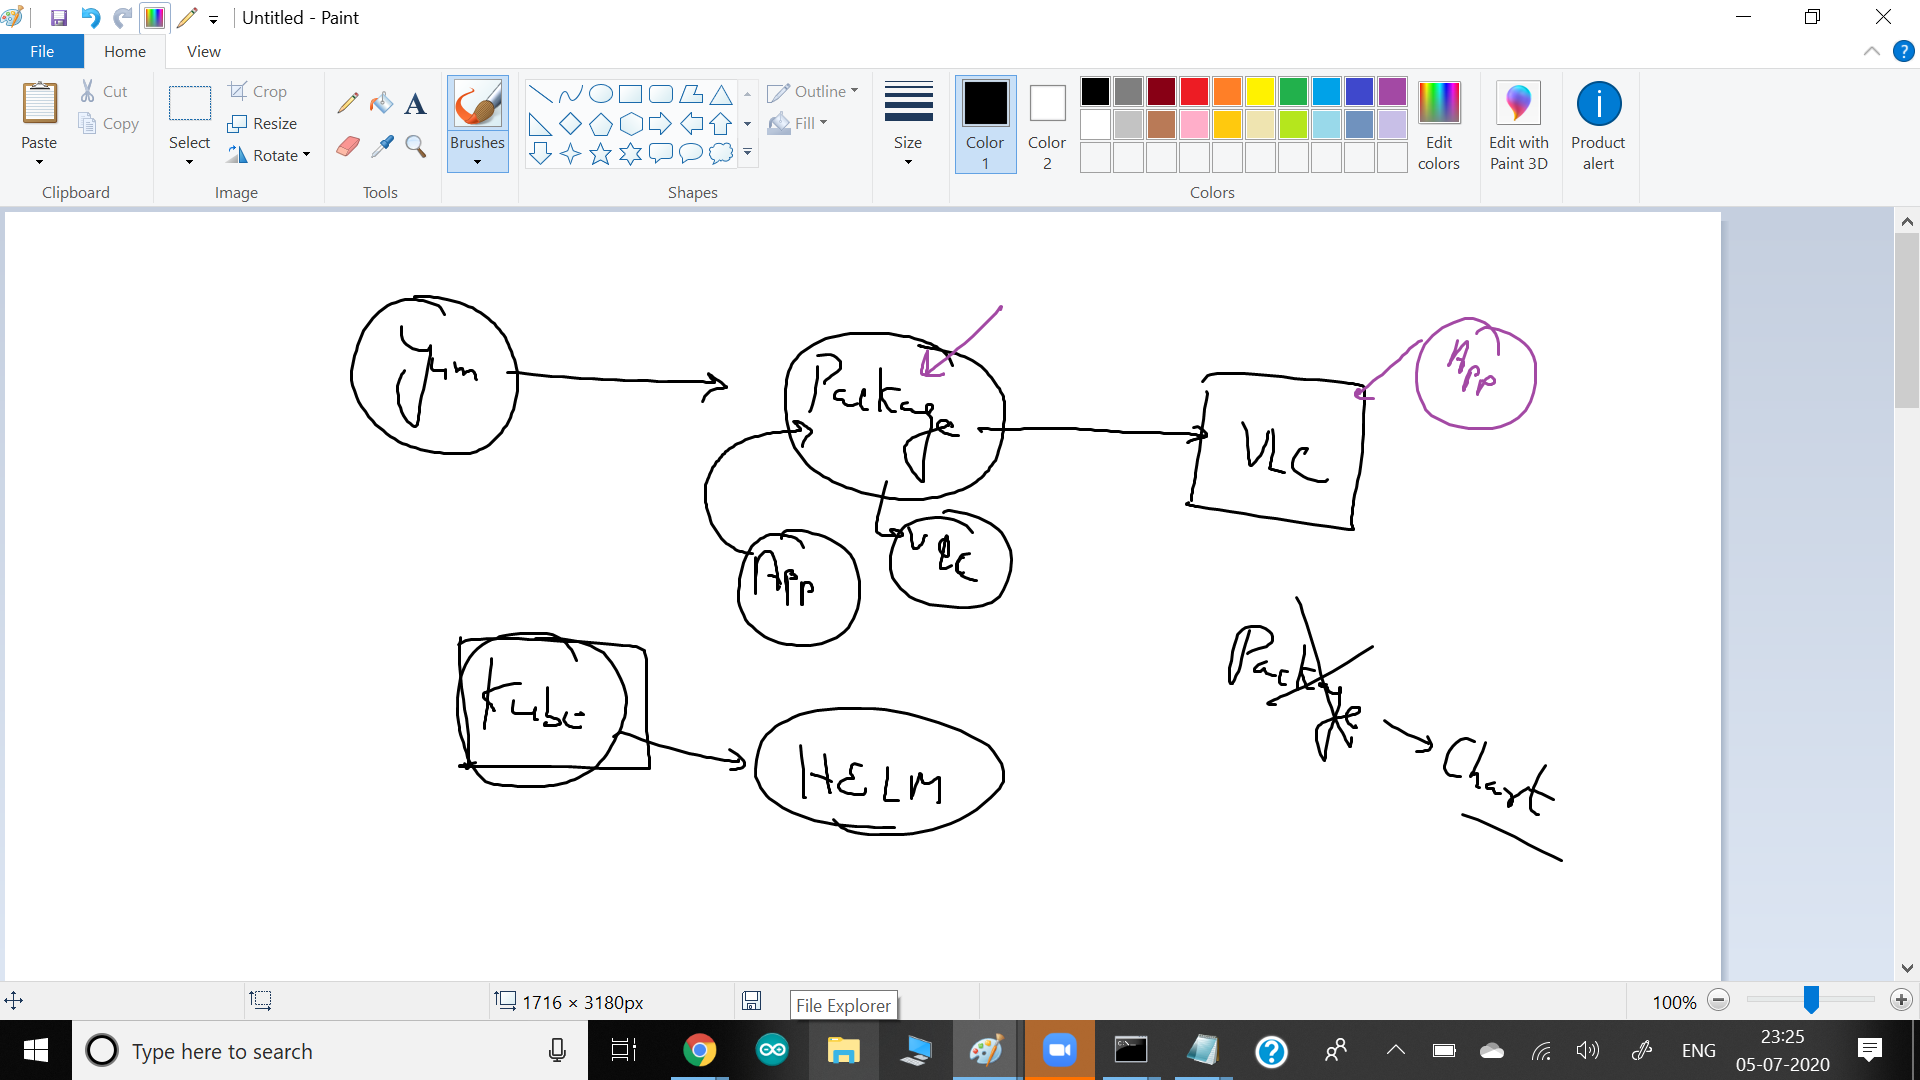 Untitled - Paint
File
Home
View
Paste
Cut
Copy
Clipboard
Select
Crop
Resize
Rotate
Image
Tools
Brushes
Shapes
Outline
Fill
Size
Color 1
Color 2
Colors
Edit colors
Edit with Paint 3D
Product alert
Yum
Package
App
VLC
App
VLC
Kube
HELM
Package
Chart
1716 × 3180px
File Explorer
100%
Type here to search
ENG
23:25
05-07-2020